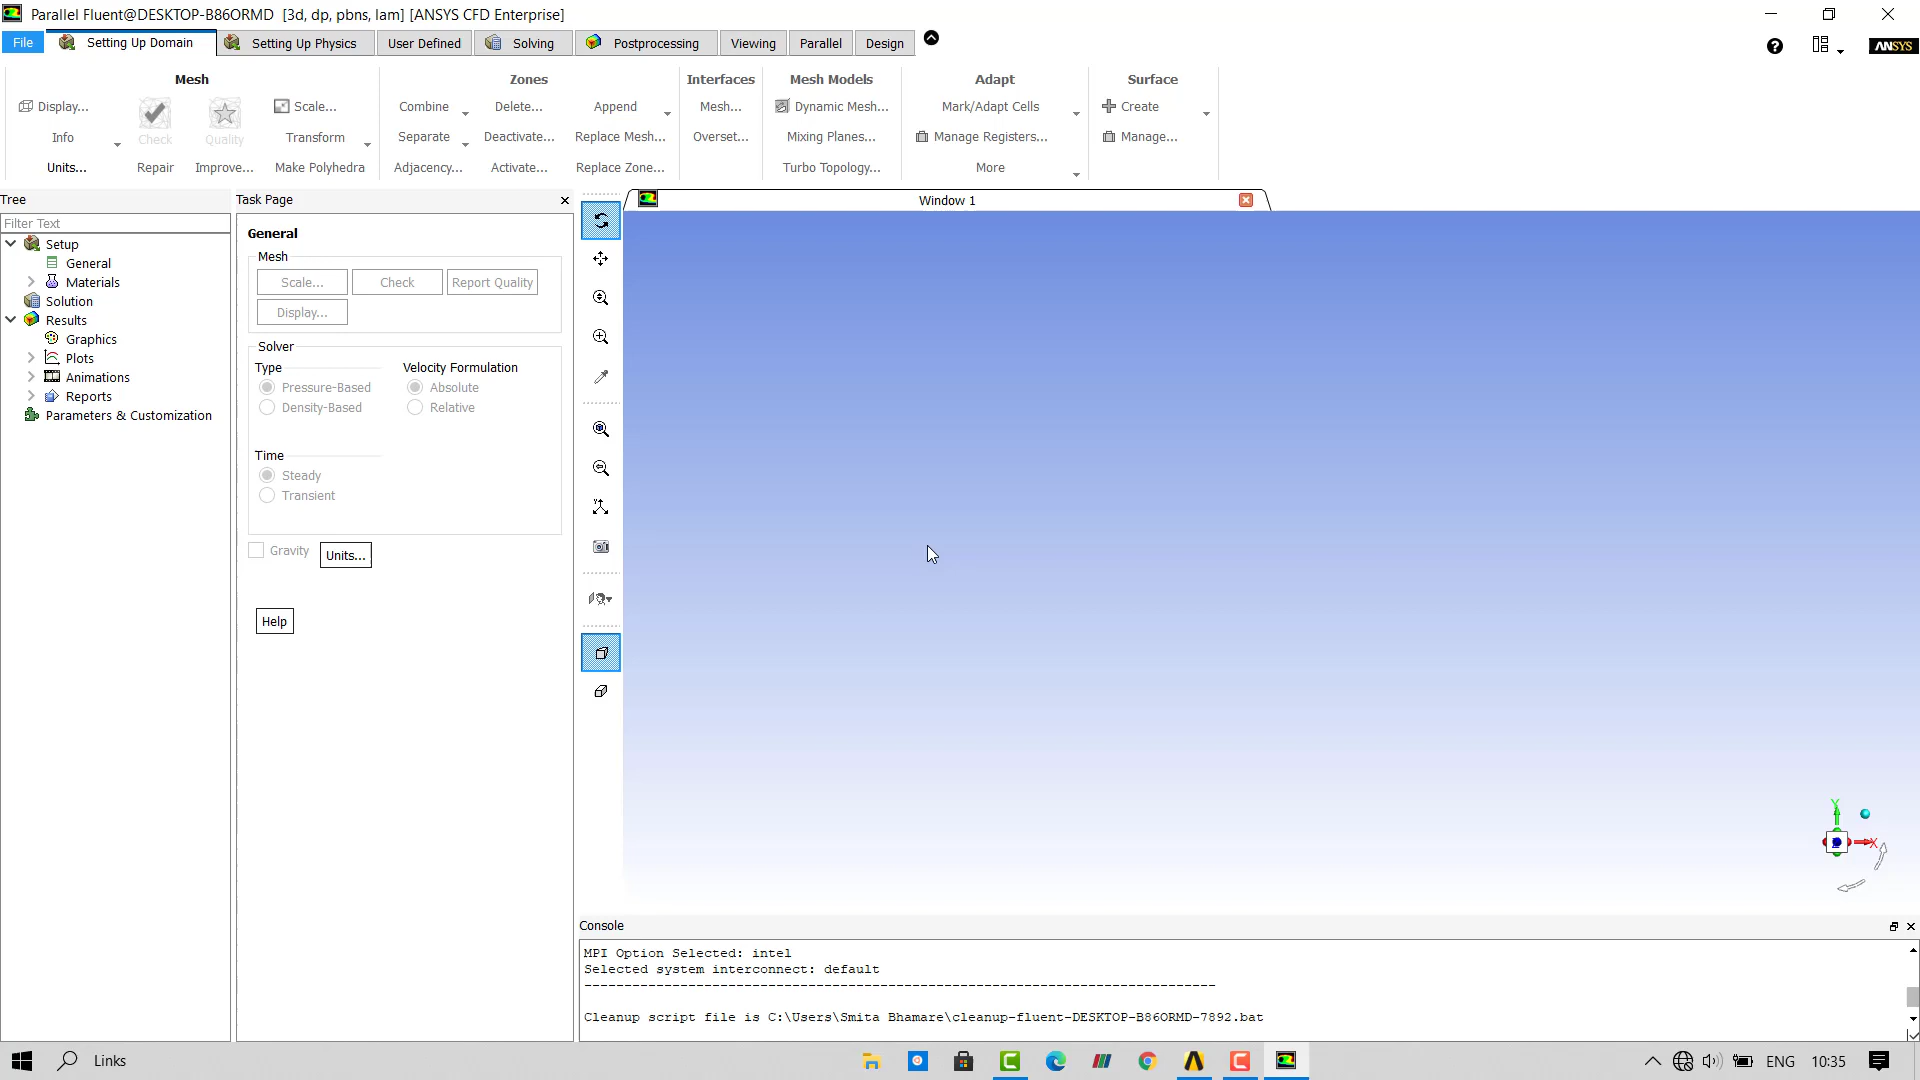 Parallel Fluent@DESKTOP-B86ORMD [3d, dp, pbns, lam] [ANSYS CFD Enterprise]
File Setting Up Domain Setting Up Physics User Defined Solving Postprocessing Viewing Parallel Design
ANSYS
Mesh Zones Interfaces Mesh Models Adapt Surface
Display... Scale... Combine Delete... Append Mesh... Dynamic Mesh... Mark/Adapt Cells Create
Info Check Quality Transform Separate Deactivate... Replace Mesh... Overset... Mixing Planes... Manage Registers... Manage...
Units... Repair Improve... Make Polyhedra Adjacency... Activate... Replace Zone... Turbo Topology... More
Tree
Filter Text
Setup
General
Materials
Solution
Results
Graphics
Plots
Animations
Reports
Parameters & Customization
Task Page
General
Mesh
Scale... Check Report Quality
Display...
Solver
Type Velocity Formulation
Pressure-Based Absolute
Density-Based Relative
Time
Steady
Transient
Gravity Units...
Help
Window 1
Y
X
Console
MPI Option Selected: intel
Selected system interconnect: default
--------------------------------------------------------------------------------
Cleanup script file is C:\Users\Smita Bhamare\cleanup-fluent-DESKTOP-B86ORMD-7892.bat
Links
ENG 10:35